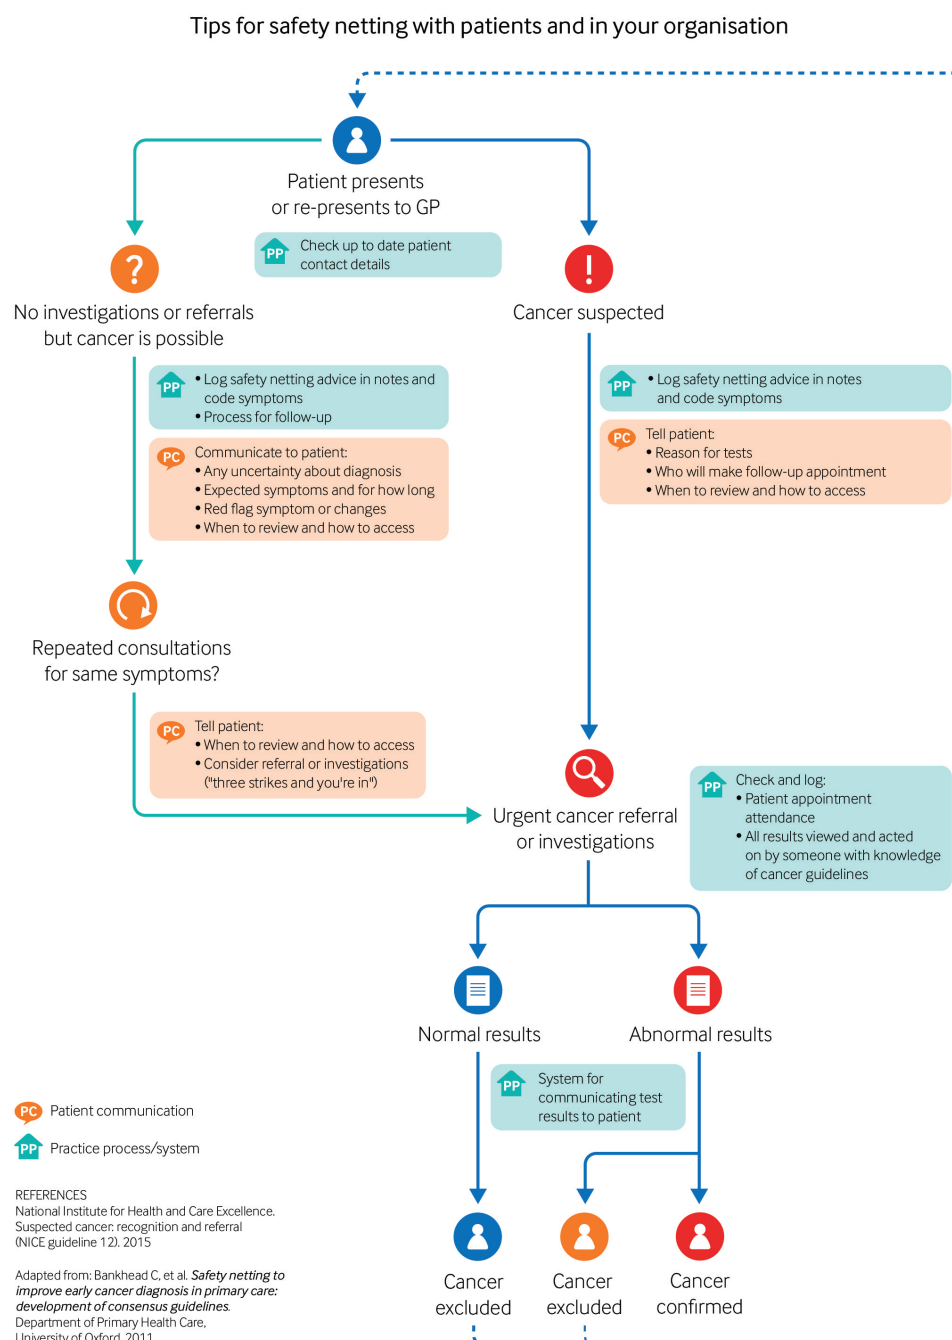 Tips for safety netting with patients and in your organisation
Patient presents
or re-presents to GP
PP
Check up to date patient
contact details
?
No investigations or referrals
but cancer is possible
!
Cancer suspected
PP
• Log safety netting advice in notes and
code symptoms
• Process for follow-up
PC
Communicate to patient:
• Any uncertainty about diagnosis
• Expected symptoms and for how long
• Red flag symptom or changes
• When to review and how to access
PP
• Log safety netting advice in notes
and code symptoms
PC
Tell patient:
• Reason for tests
• Who will make follow-up appointment
• When to review and how to access
Repeated consultations
for same symptoms?
PC
Tell patient:
• When to review and how to access
• Consider referral or investigations
("three strikes and you're in")
Urgent cancer referral
or investigations
PP
Check and log:
• Patient appointment
attendance
• All results viewed and acted
on by someone with knowledge
of cancer guidelines
Normal results
Abnormal results
PP
System for
communicating test
results to patient
Cancer
excluded
Cancer
excluded
Cancer
confirmed
PC Patient communication
PP Practice process/system
REFERENCES
National Institute for Health and Care Excellence.
Suspected cancer: recognition and referral
(NICE guideline 12). 2015
Adapted from: Bankhead C, et al. Safety netting to
improve early cancer diagnosis in primary care:
development of consensus guidelines.
Department of Primary Health Care,
University of Oxford, 2011